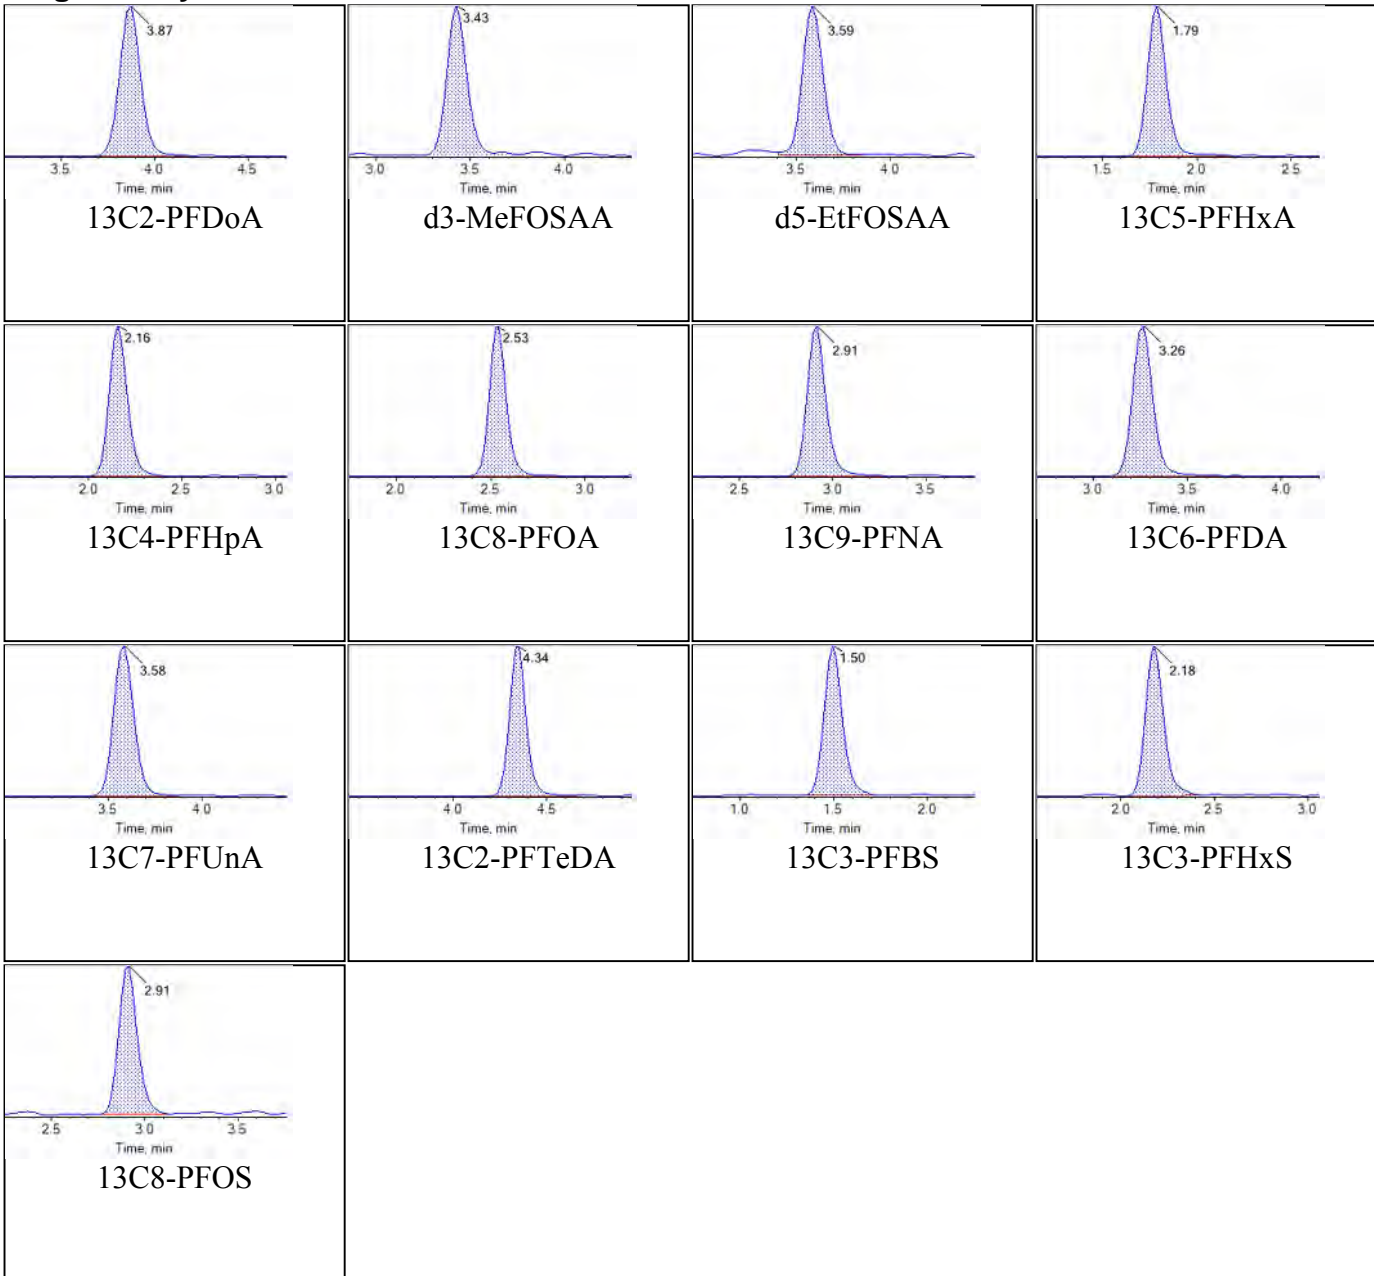 3.87
3.5 4.0 4.5
Time, min
13C2-PFDoA
3.43
3.0 3.5 4.0
Time, min
d3-MeFOSAA
3.59
3.5 4.0
Time, min
d5-EtFOSAA
1.79
1.5 2.0 2.5
Time, min
13C5-PFHxA
2.16
2.0 2.5 3.0
Time, min
13C4-PFHpA
2.53
2.0 2.5 3.0
Time, min
13C8-PFOA
2.91
2.5 3.0 3.5
Time, min
13C9-PFNA
3.26
3.0 3.5 4.0
Time, min
13C6-PFDA
3.58
3.5 4.0
Time, min
13C7-PFUnA
4.34
4.0 4.5
Time, min
13C2-PFTeDA
1.50
1.0 1.5 2.0
Time, min
13C3-PFBS
2.18
2.0 2.5 3.0
Time, min
13C3-PFHxS
2.91
2.5 3.0 3.5
Time, min
13C8-PFOS